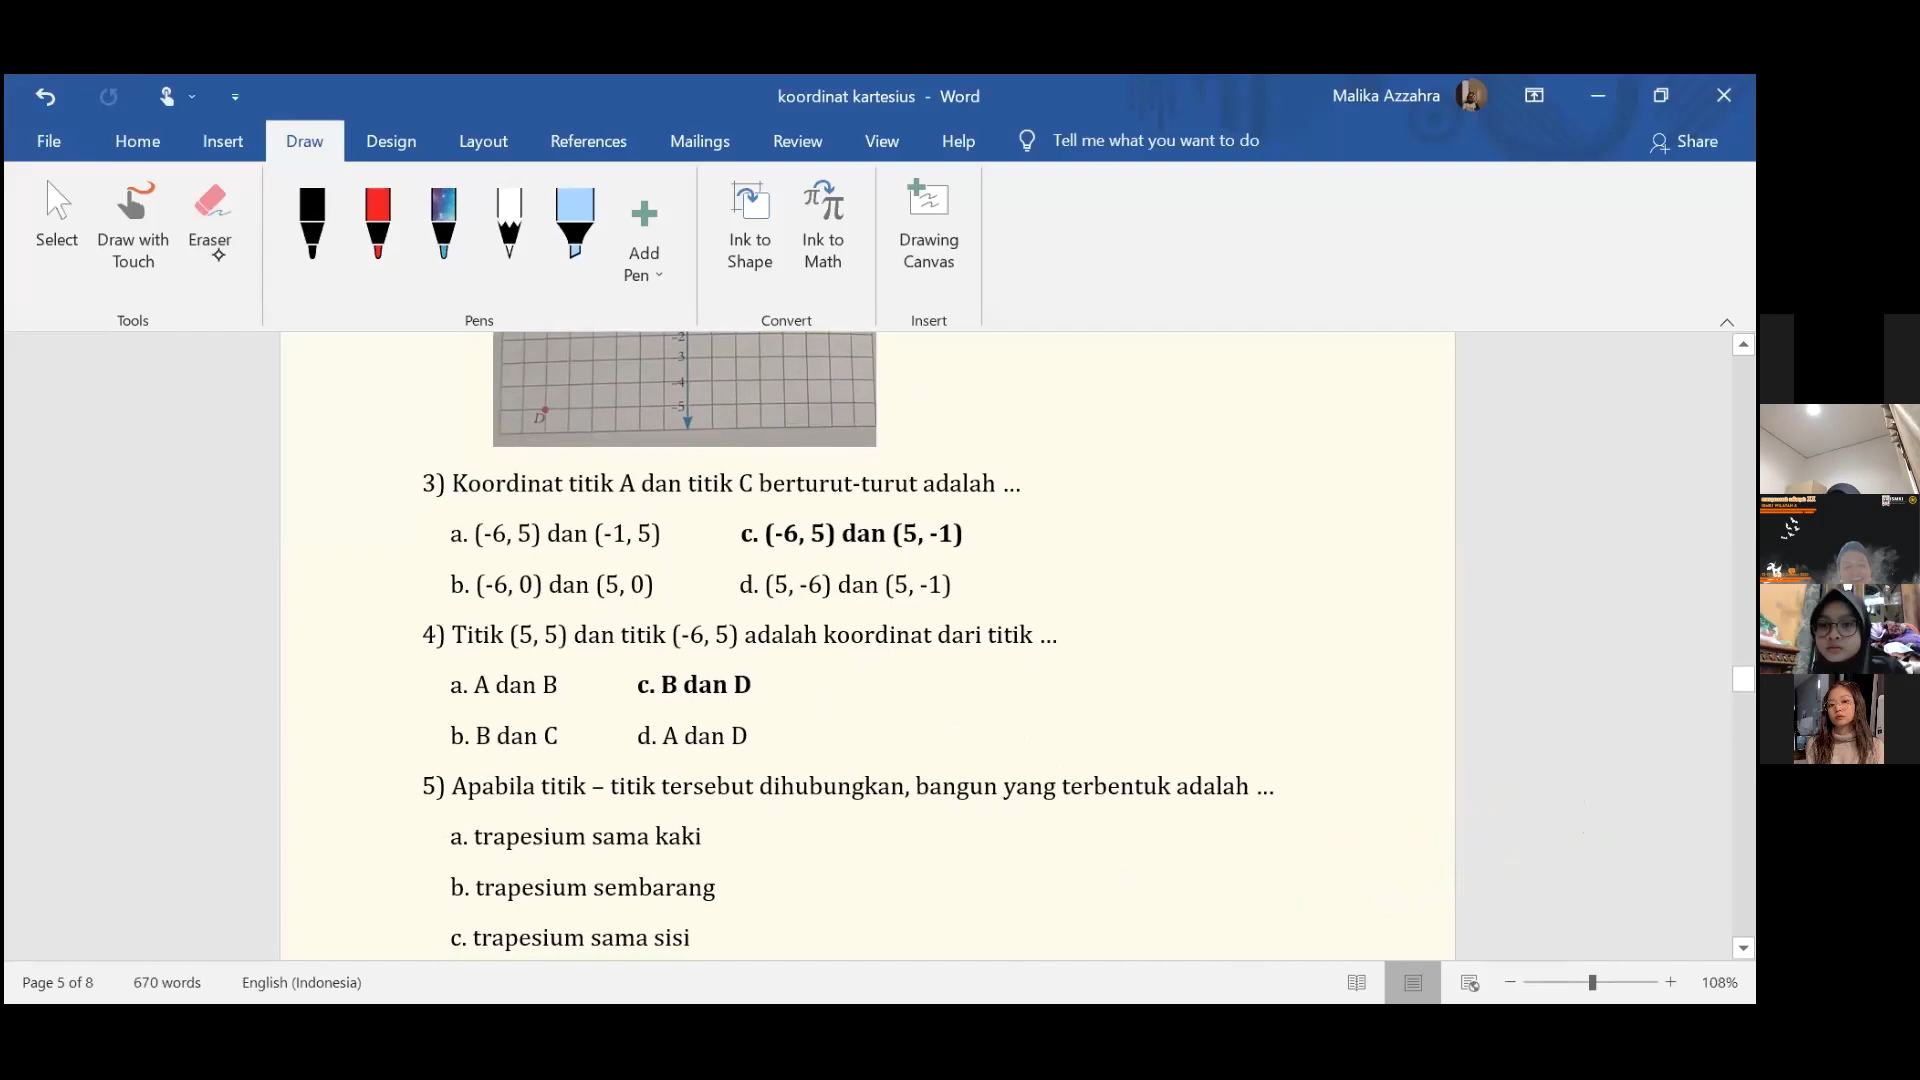 koordinat kartesius - Word
Malika Azzahra
File Home Insert Draw Design Layout References Mailings Review View Help Tell me what you want to do Share
Select
Draw with Touch
Eraser
Add Pen
Ink to Shape
Ink to Math
Drawing Canvas
Tools Pens Convert Insert
-2
-3
-4
-5
D
3) Koordinat titik A dan titik C berturut-turut adalah ...
a. (-6, 5) dan (-1, 5) c. (-6, 5) dan (5, -1)
b. (-6, 0) dan (5, 0) d. (5, -6) dan (5, -1)
4) Titik (5, 5) dan titik (-6, 5) adalah koordinat dari titik ...
a. A dan B c. B dan D
b. B dan C d. A dan D
5) Apabila titik – titik tersebut dihubungkan, bangun yang terbentuk adalah ...
a. trapesium sama kaki
b. trapesium sembarang
c. trapesium sama sisi
Page 5 of 8 670 words English (Indonesia) 108%